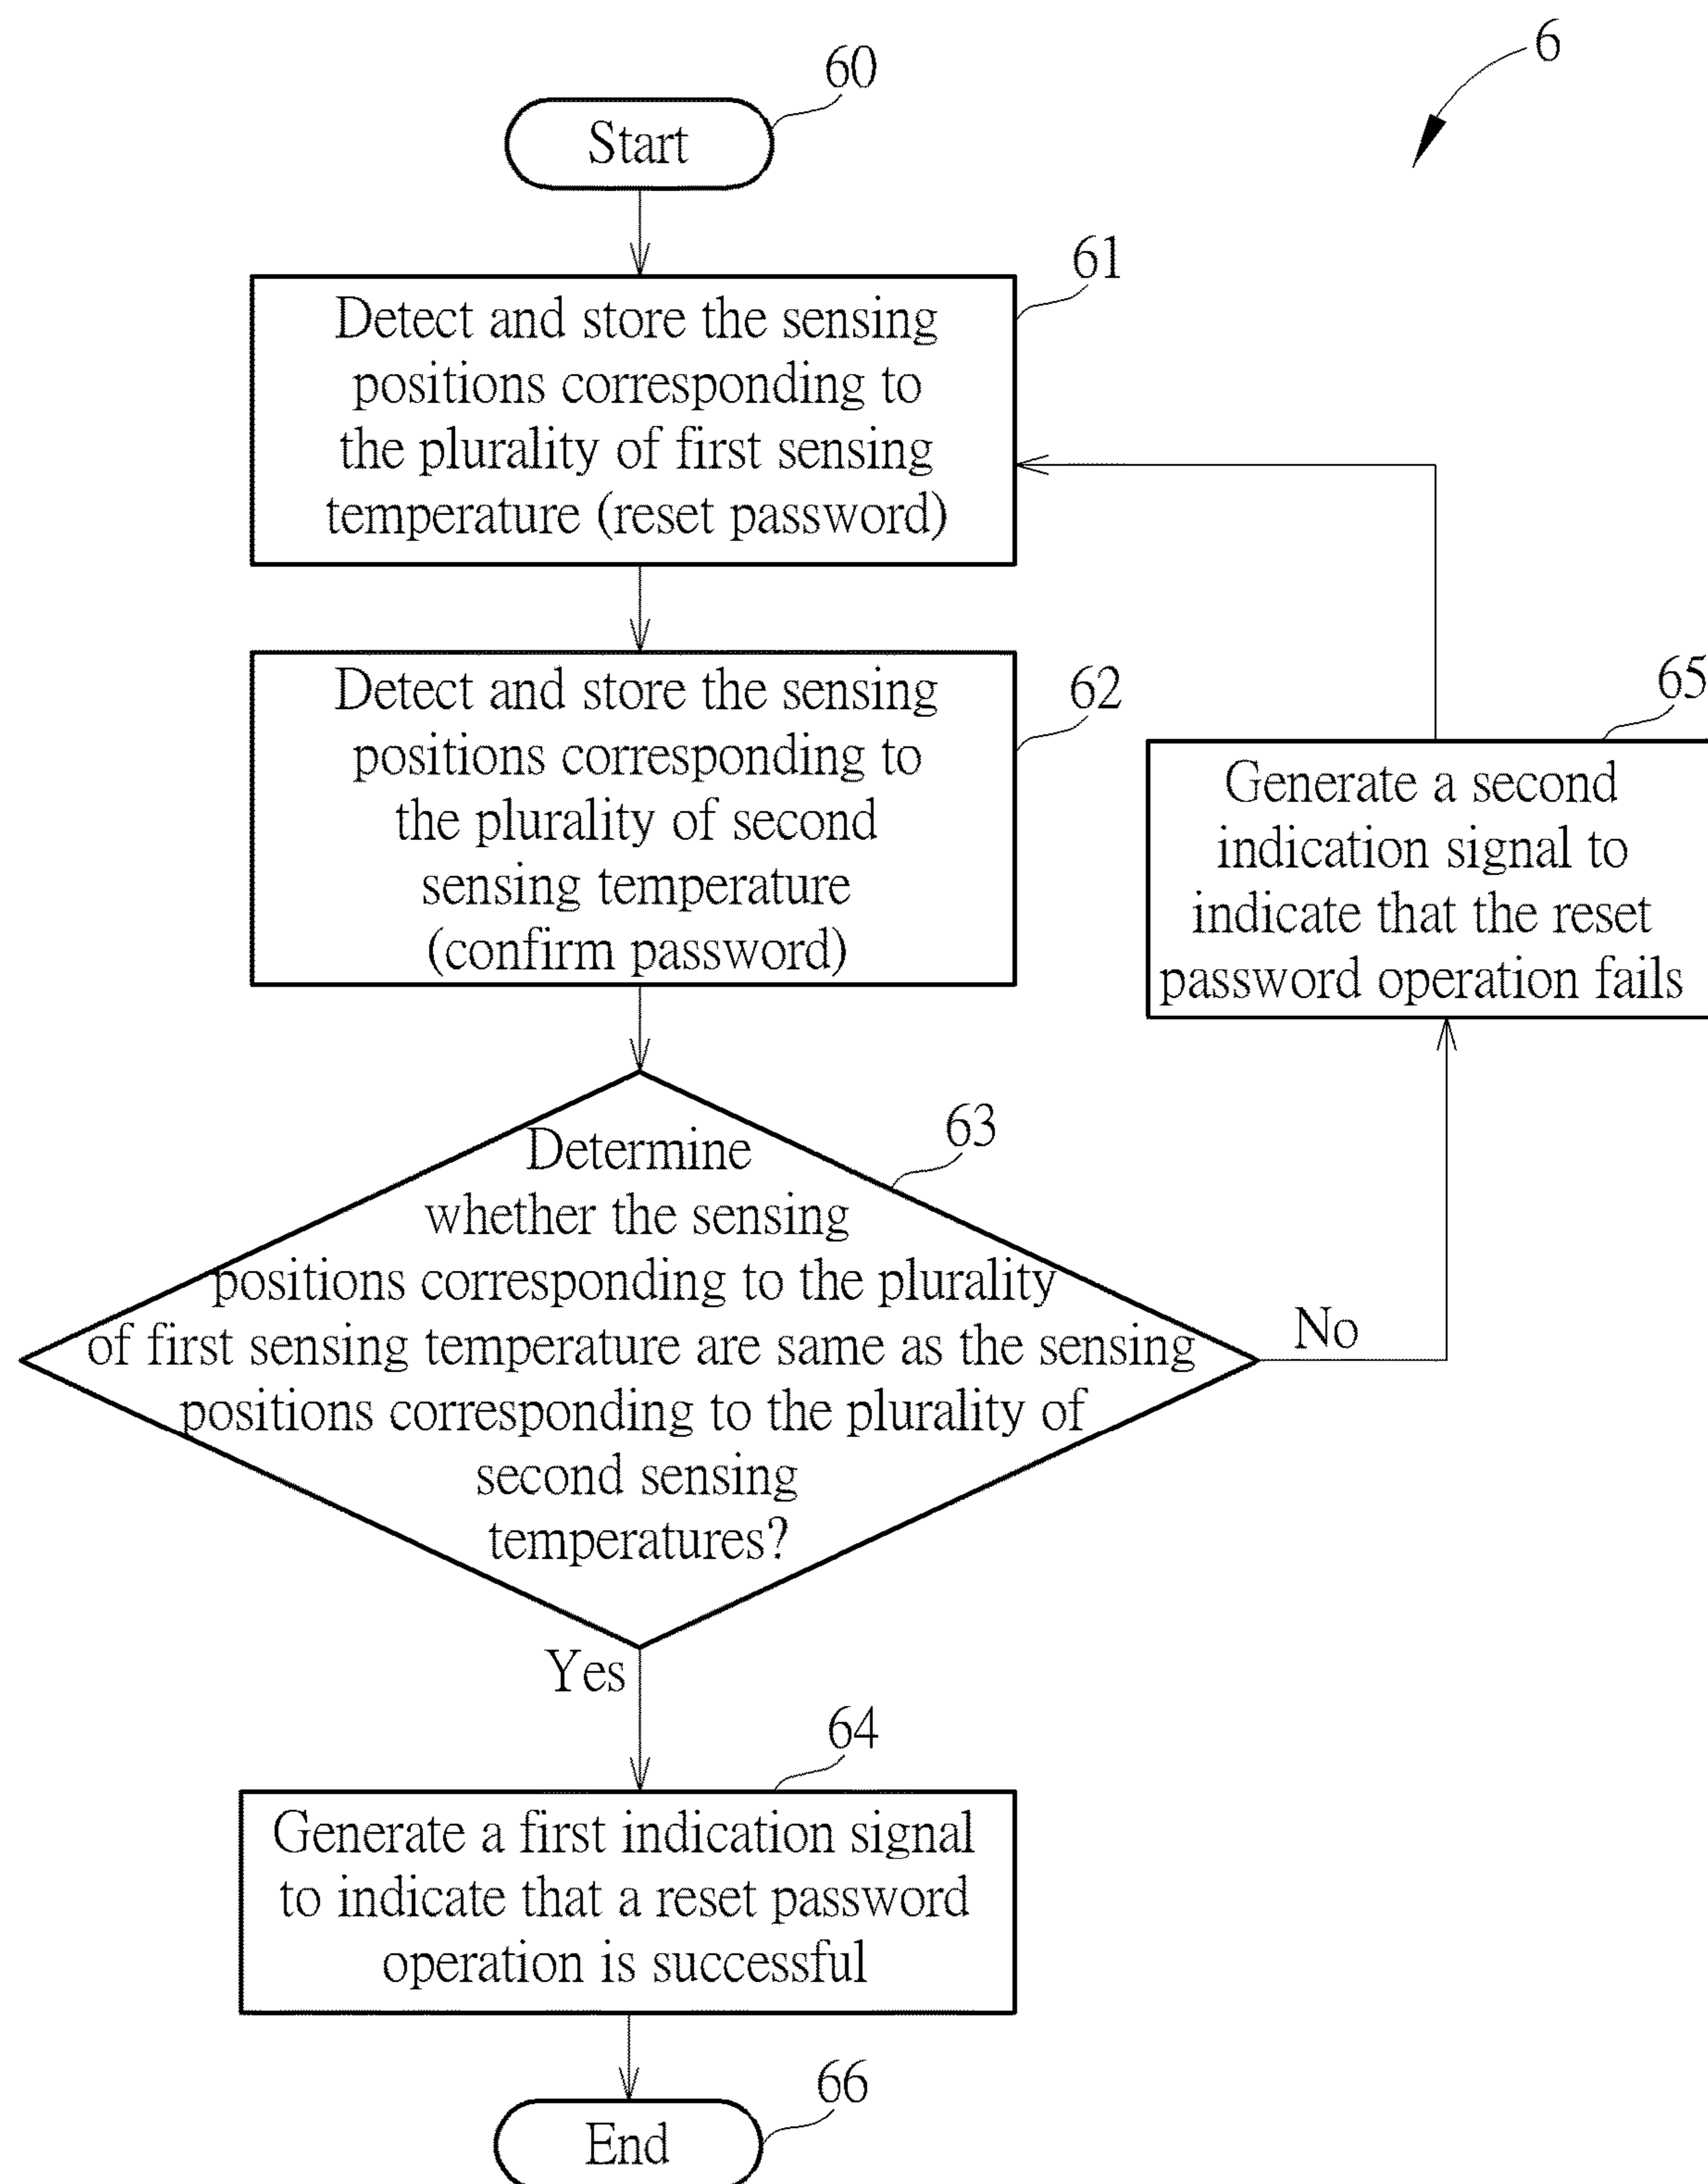 6
60
Start
61
Detect and store the sensing
positions corresponding to
the plurality of first sensing
temperature (reset password)
62
Detect and store the sensing
positions corresponding to
the plurality of second
sensing temperature
(confirm password)
65
Generate a second
indication signal to
indicate that the reset
password operation fails
63
Determine
whether the sensing
positions corresponding to the plurality
of first sensing temperature are same as the sensing
positions corresponding to the plurality of
second sensing
temperatures?
No
Yes
64
Generate a first indication signal
to indicate that a reset password
operation is successful
66
End